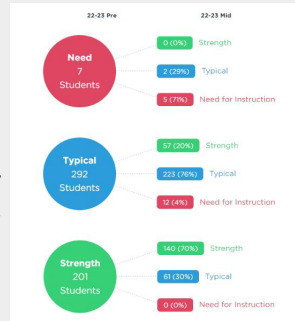 22-23 Pre 22-23 Mid
Need
7
Students
0 (0%) Strength
2 (29%) Typical
5 (71%) Need for Instruction
Typical
292
Students
57 (20%) Strength
223 (76%) Typical
12 (4%) Need for Instruction
Strength
201
Students
140 (70%) Strength
61 (30%) Typical
0 (0%) Need for Instruction